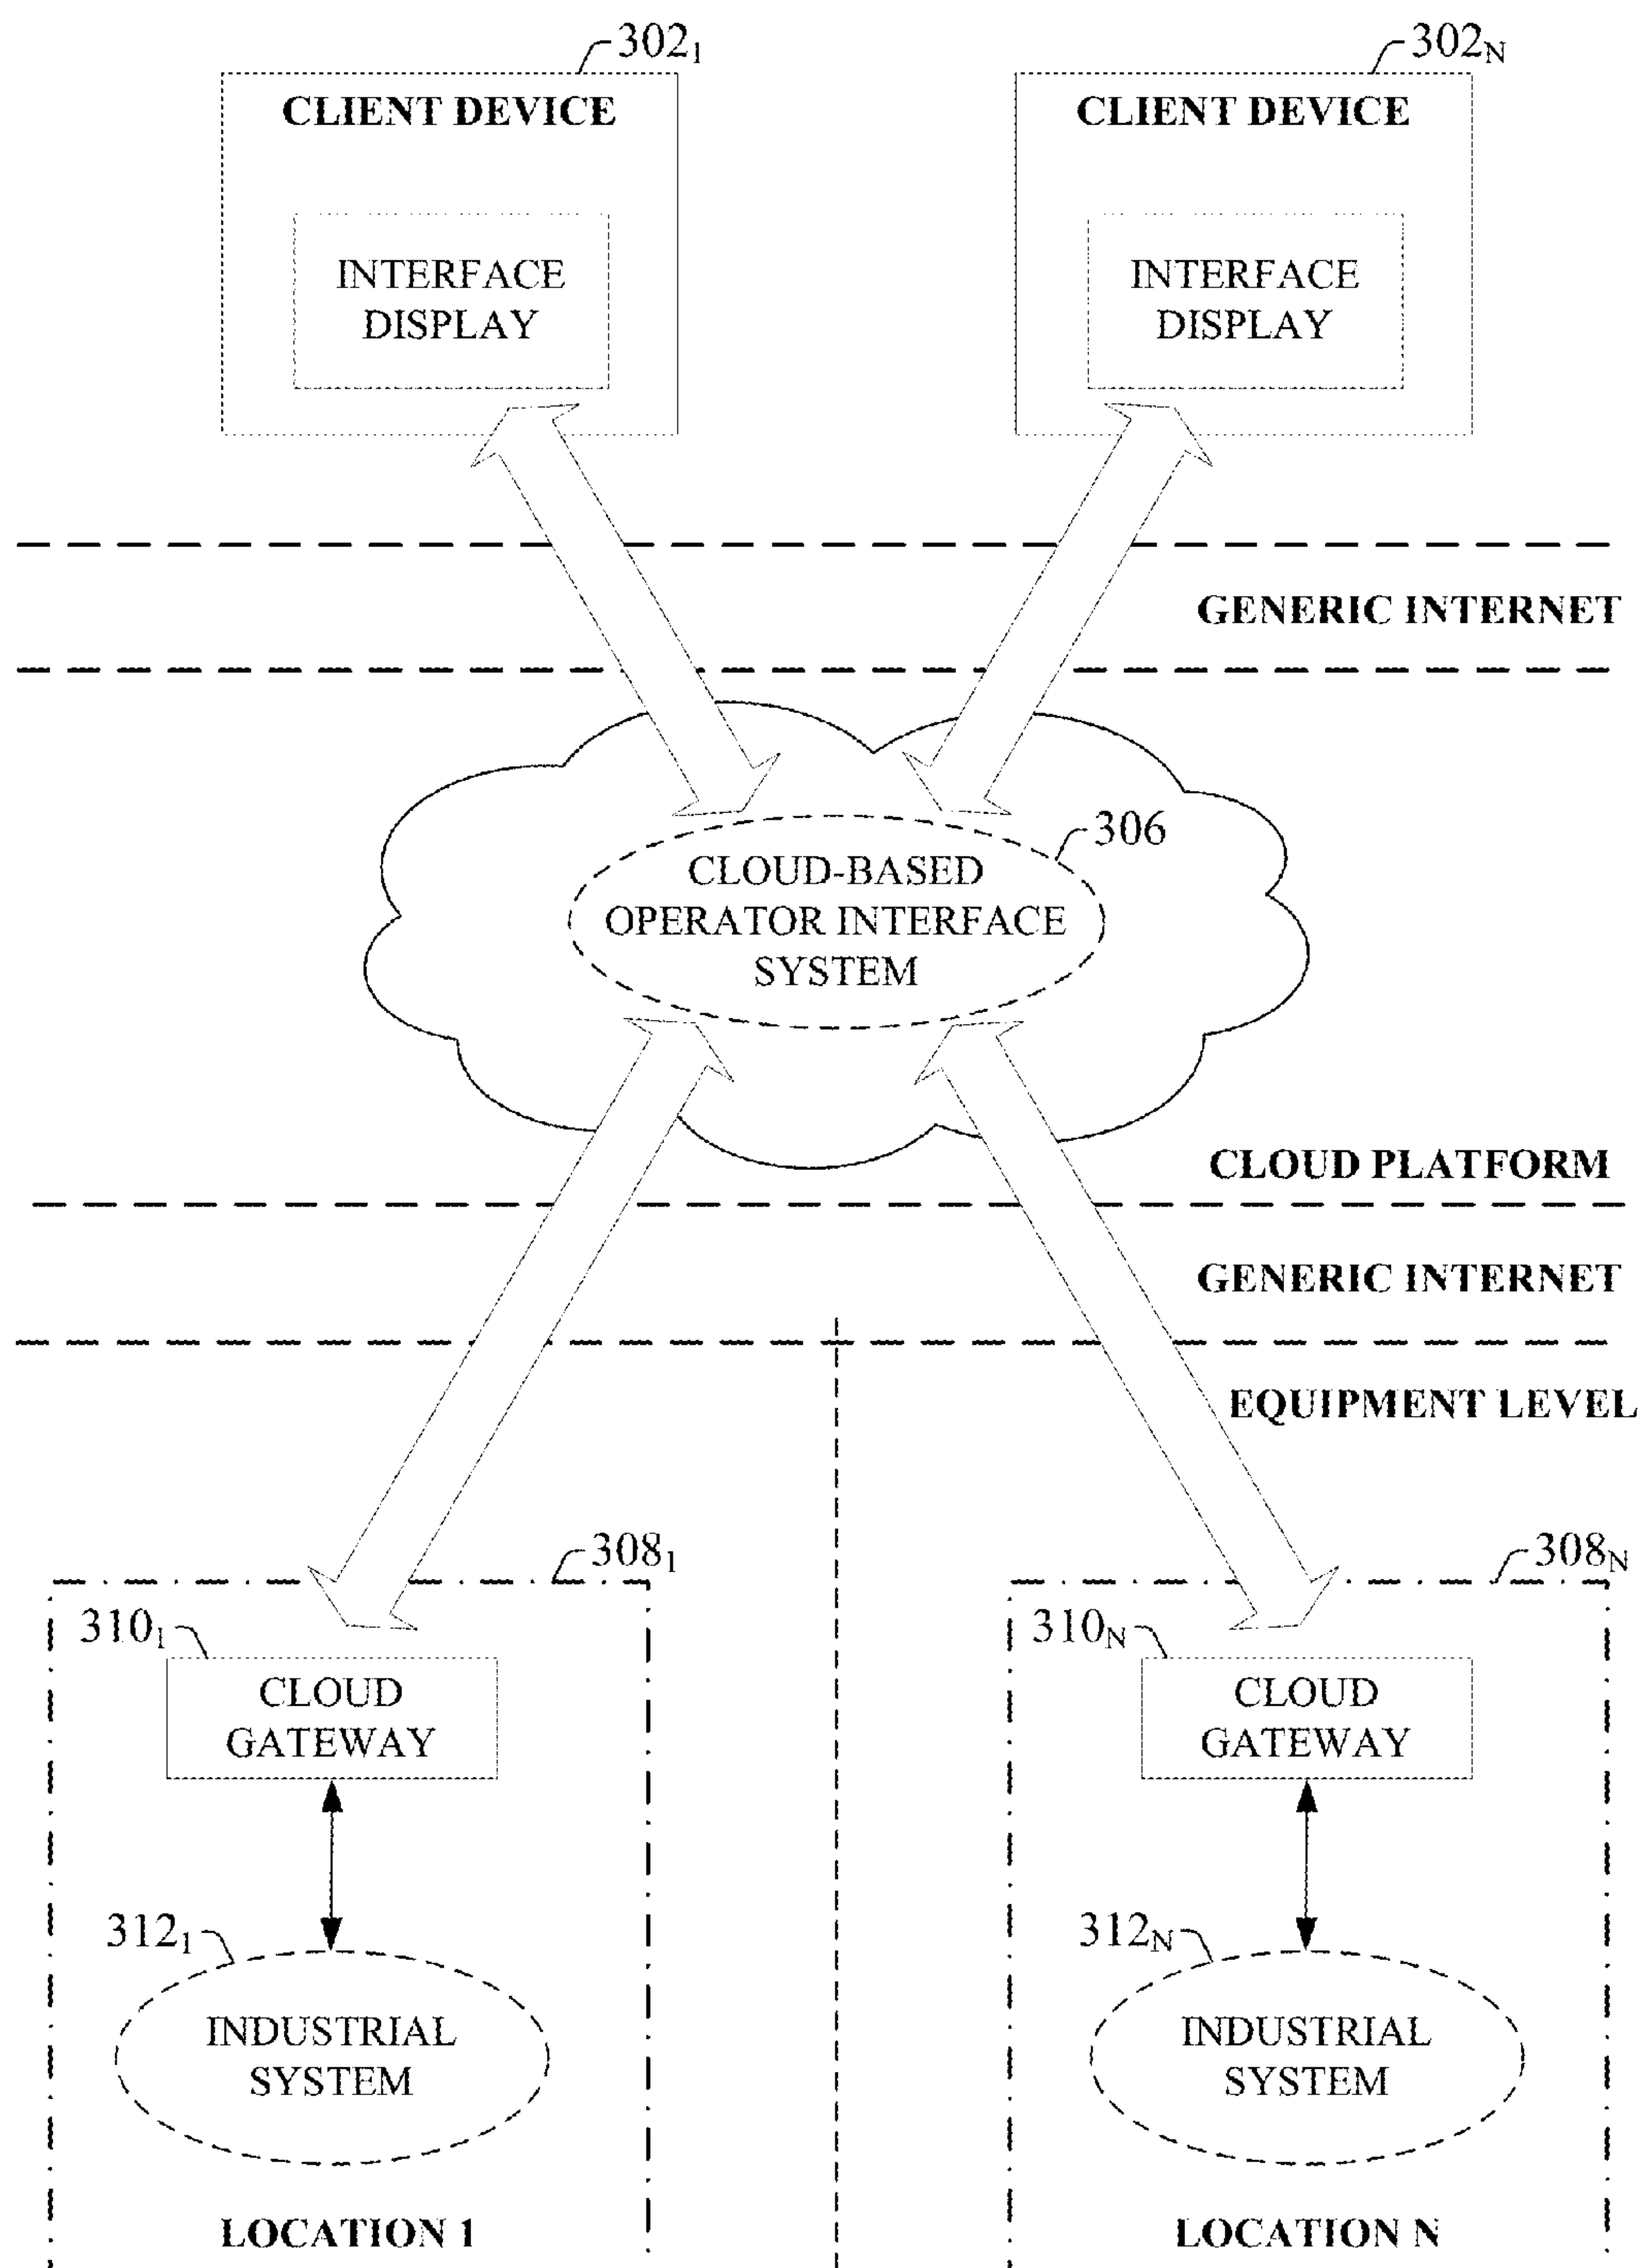 302₁
302N
CLIENT DEVICE
CLIENT DEVICE
INTERFACE
DISPLAY
INTERFACE
DISPLAY
GENERIC INTERNET
306
CLOUD-BASED
OPERATOR INTERFACE
SYSTEM
CLOUD PLATFORM
GENERIC INTERNET
EQUIPMENT LEVEL
308₁
308N
310₁
310N
CLOUD
GATEWAY
CLOUD
GATEWAY
312₁
312N
INDUSTRIAL
SYSTEM
INDUSTRIAL
SYSTEM
LOCATION 1
LOCATION N